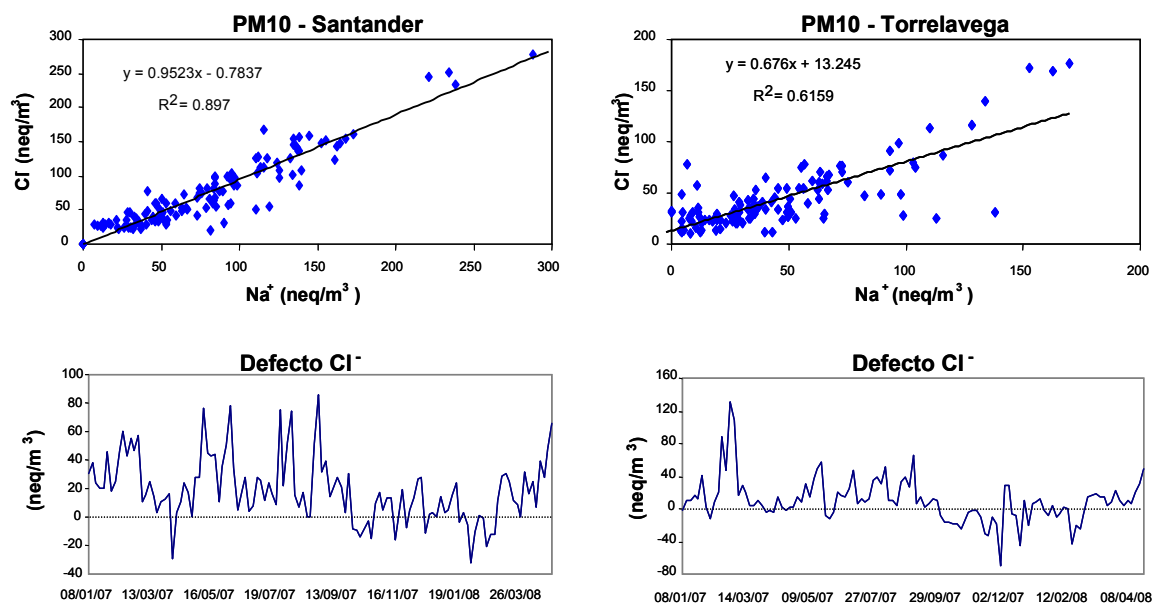 PM10 - Santander
300
250
200
150
100
50
0
Cl⁻ (neq/m³)
y = 0.9523x - 0.7837
R² = 0.897
0 50 100 150 200 250 300
Na⁺ (neq/m³)
PM10 - Torrelavega
200
150
100
50
0
Cl⁻ (neq/m³)
y = 0.676x + 13.245
R² = 0.6159
0 50 100 150 200
Na⁺ (neq/m³)
Defecto Cl⁻
100
80
60
40
20
0
-20
-40
(neq/m³)
08/01/07 13/03/07 16/05/07 19/07/07 13/09/07 16/11/07 19/01/08 26/03/08
Defecto Cl⁻
160
120
80
40
0
-40
-80
(neq/m³)
08/01/07 14/03/07 09/05/07 27/07/07 29/09/07 02/12/07 12/02/08 08/04/08